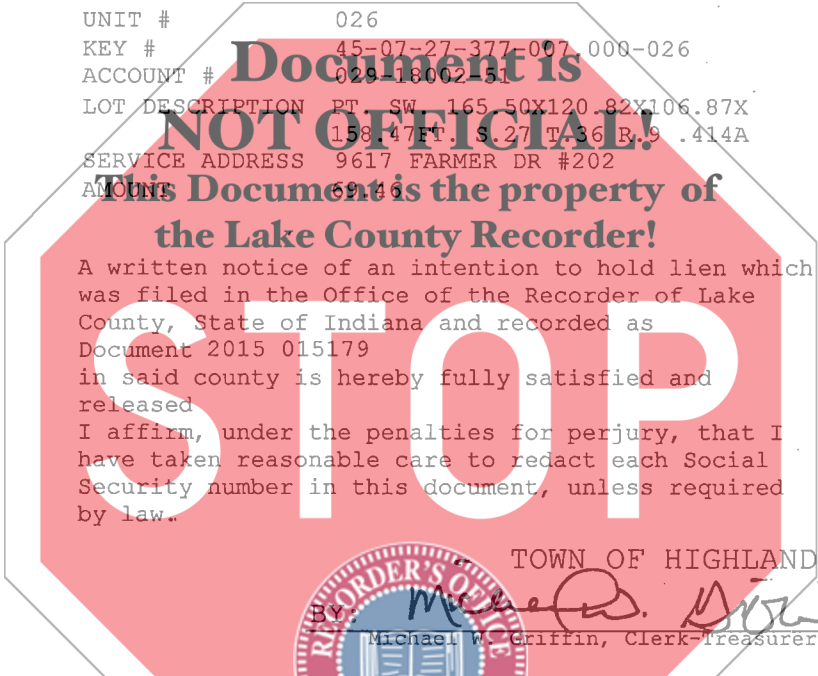 UNIT # 026
KEY # 45-07-27-377-007.000-026
Document is
ACCOUNT # 029-18002-51
LOT DESCRIPTION PT. SW. 165.50X120.82X106.87X
NOT OFFICIAL!
158.47FT. S.27 T.36 R.9 .414A
SERVICE ADDRESS 9617 FARMER DR #202
AMOUNT 69.46
This Document is the property of
the Lake County Recorder!
A written notice of an intention to hold lien which
was filed in the Office of the Recorder of Lake
County, State of Indiana and recorded as
Document 2015 015179
in said county is hereby fully satisfied and
released
I affirm, under the penalties for perjury, that I
have taken reasonable care to redact each Social
Security number in this document, unless required
by law.
STOP
TOWN OF HIGHLAND
RECORDER'S OFFICE
BY:
Michael W. Griffin, Clerk-Treasurer